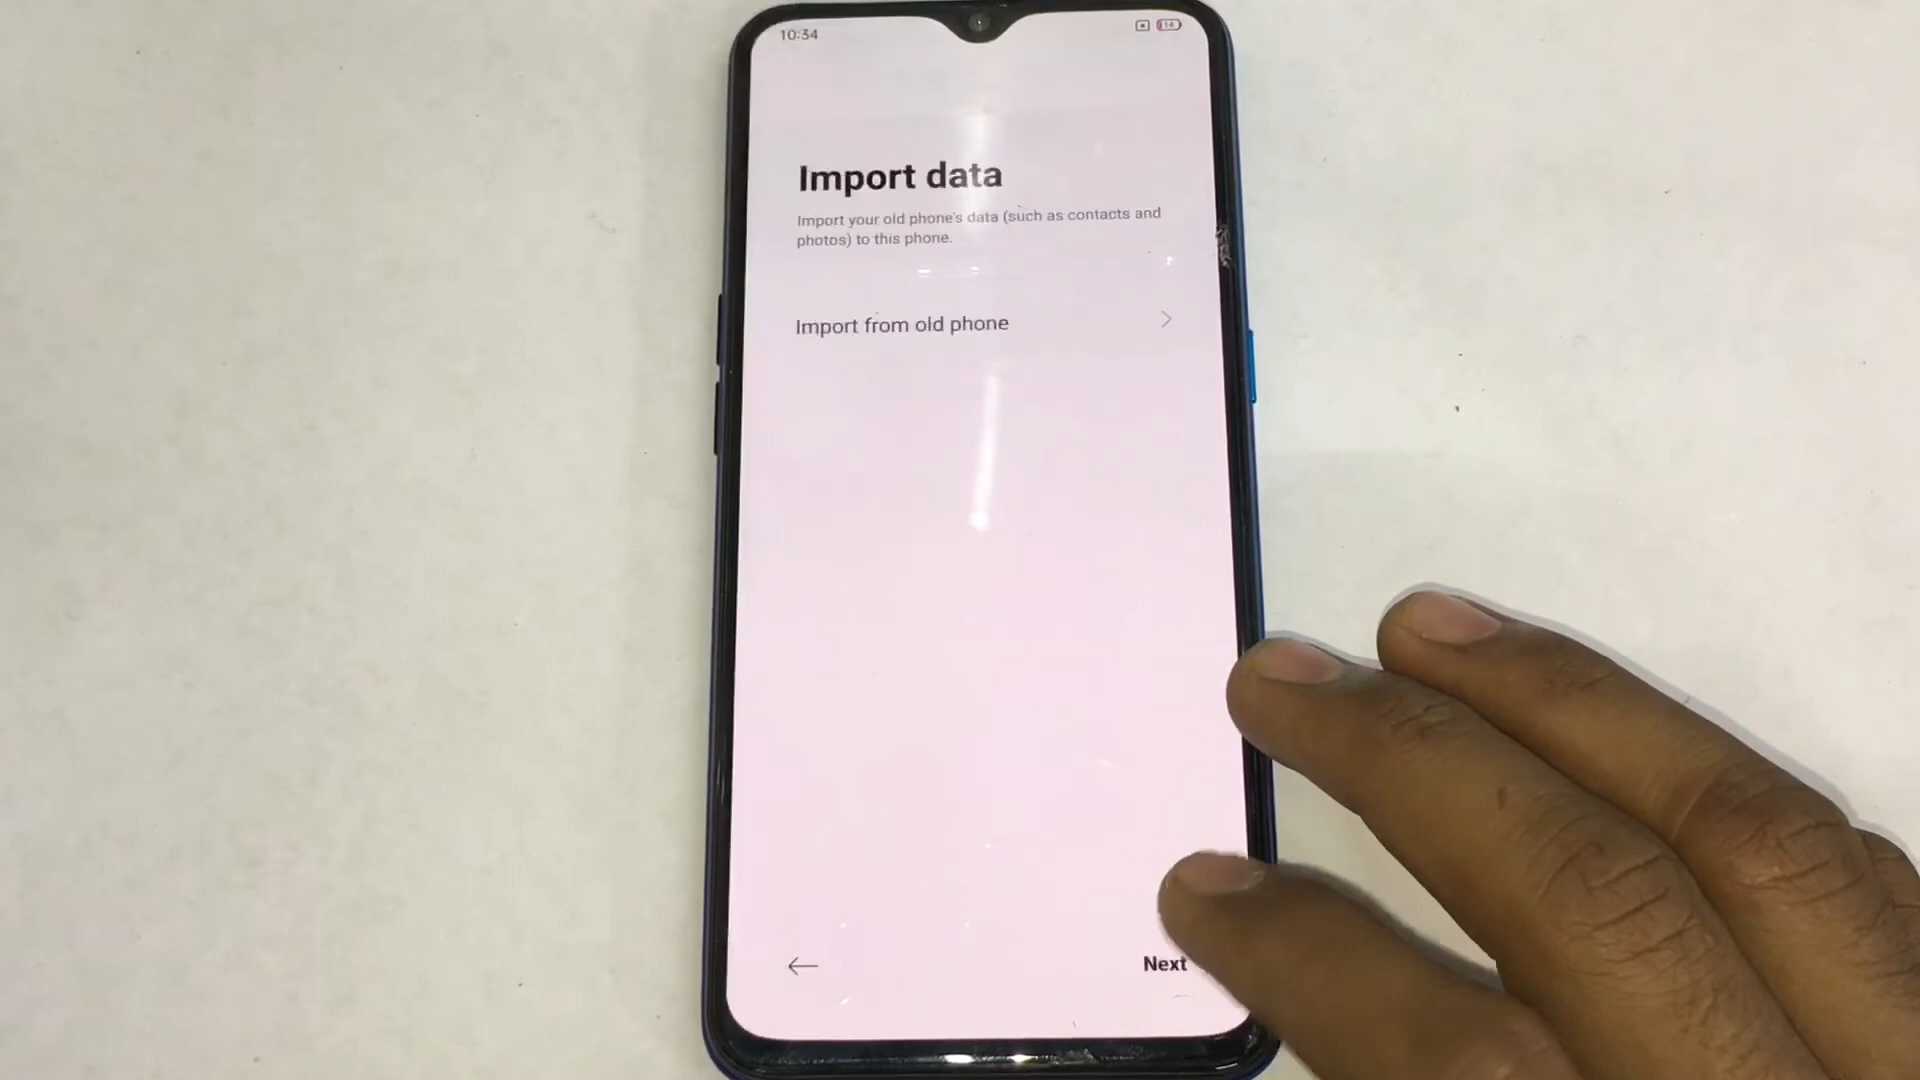 10:34
14
Import data
Import your old phone's data (such as contacts and
photos) to this phone.
Import from old phone
Next